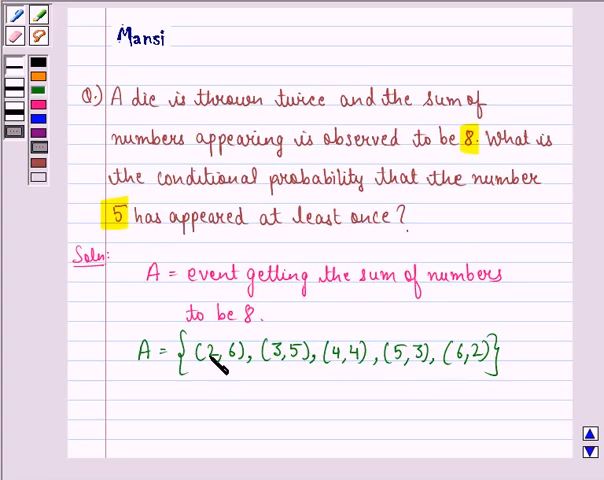 Mansi
Q.) A die is thrown twice and the sum of
numbers appearing is observed to be 8. What is
the conditional probability that the number
5 has appeared at least once?
Soln:
A = event getting the sum of numbers
to be 8.
A = {(2,6), (3,5), (4,4), (5,3), (6,2)}